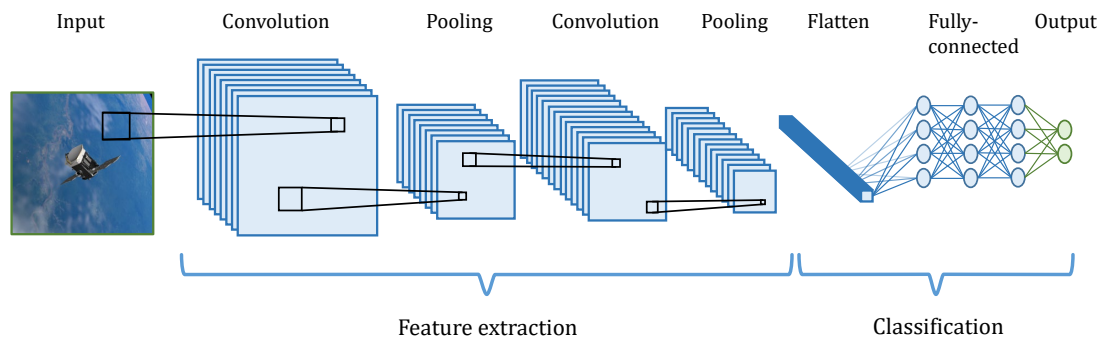 Input
Convolution
Pooling
Convolution
Pooling
Flatten
Fully-
connected
Output
Feature extraction
Classification